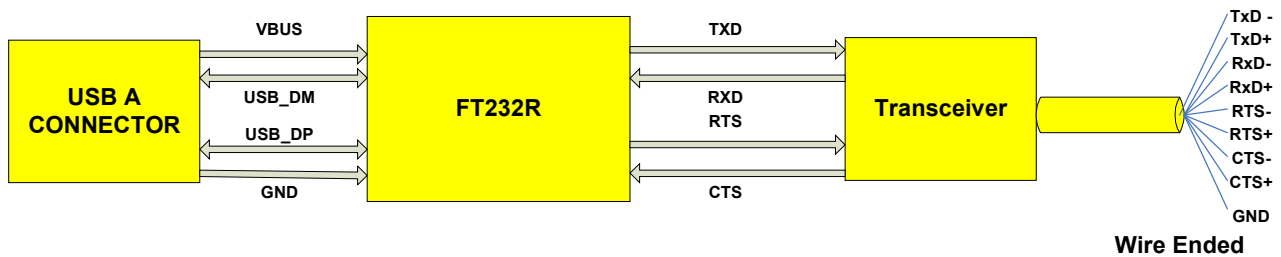 VBUS
USB_DM
USB_DP
GND
USB A
CONNECTOR
FT232R
TXD
RXD
RTS
CTS
Transceiver
TxD -
TxD+
RxD-
RxD+
RTS-
RTS+
CTS-
CTS+
GND
Wire Ended